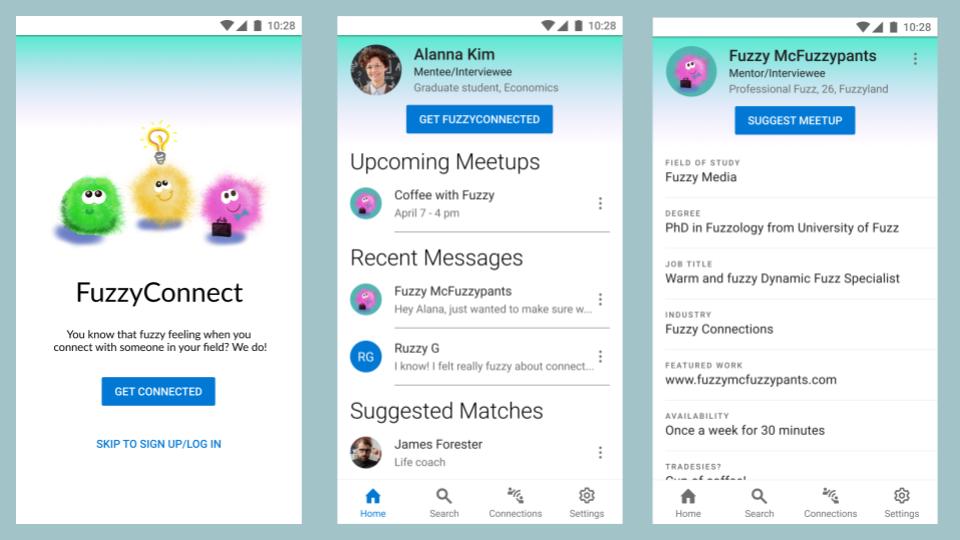 10:28
FuzzyConnect
You know that fuzzy feeling when you
connect with someone in your field? We do!
GET CONNECTED
SKIP TO SIGN UP/LOG IN
10:28
Alanna Kim
Mentee/Interviewee
Graduate student, Economics
GET FUZZYCONNECTED
Upcoming Meetups
Coffee with Fuzzy
April 7 - 4 pm
Recent Messages
Fuzzy McFuzzypants
Hey Alana, just wanted to make sure w...
RG
Ruzzy G
I know! I felt really fuzzy about connect...
Suggested Matches
James Forester
Life coach
Home Search Connections Settings
10:28
Fuzzy McFuzzypants
Mentor/Interviewee
Professional Fuzz, 26, Fuzzyland
SUGGEST MEETUP
FIELD OF STUDY
Fuzzy Media
DEGREE
PhD in Fuzzology from University of Fuzz
JOB TITLE
Warm and fuzzy Dynamic Fuzz Specialist
INDUSTRY
Fuzzy Connections
FEATURED WORK
www.fuzzymcfuzzypants.com
AVAILABILITY
Once a week for 30 minutes
TRADESIES?
Cup of coffee!
Home Search Connections Settings